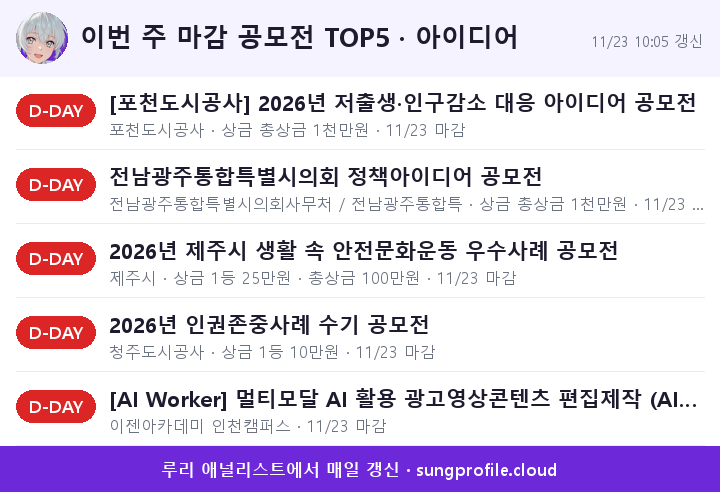 이번 주 마감 공모전 TOP5 · 아이디어
11/23 10:05 갱신
D-DAY
[포천도시공사] 2026년 저출생·인구감소 대응 아이디어 공모전
포천도시공사 · 상금 총상금 1천만원 · 11/23 마감
D-DAY
전남광주통합특별시의회 정책아이디어 공모전
전남광주통합특별시의회사무처 / 전남광주통합특 · 상금 총상금 1천만원 · 11/23 ...
D-DAY
2026년 제주시 생활 속 안전문화운동 우수사례 공모전
제주시 · 상금 1등 25만원 · 총상금 100만원 · 11/23 마감
D-DAY
2026년 인권존중사례 수기 공모전
청주도시공사 · 상금 1등 10만원 · 11/23 마감
D-DAY
[AI Worker] 멀티모달 AI 활용 광고영상콘텐츠 편집제작 (AI...
이젠아카데미 인천캠퍼스 · 11/23 마감
루리 애널리스트에서 매일 갱신 · sungprofile.cloud